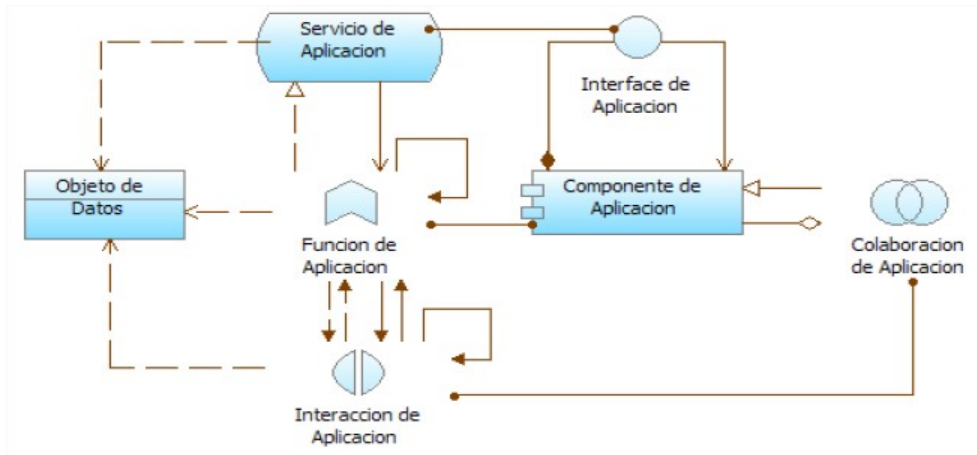 Servicio de
Aplicacion
Interface de
Aplicacion
Objeto de
Datos
Componente de
Aplicacion
Funcion de
Aplicacion
Colaboracion
de Aplicacion
Interaccion de
Aplicacion